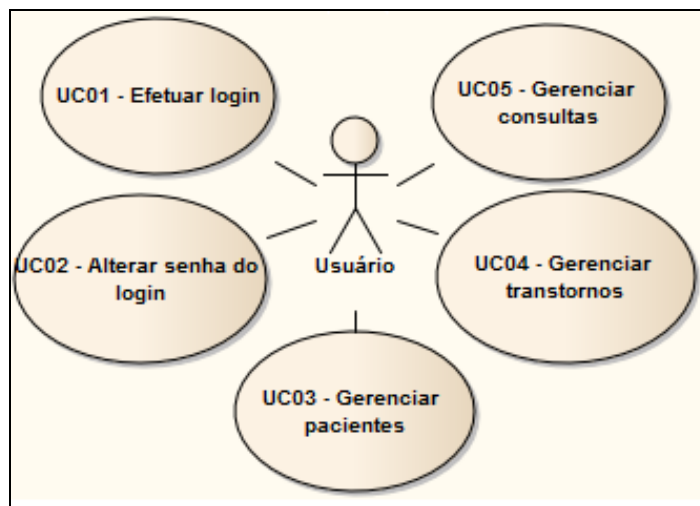 UC01 - Efetuar login
UC05 - Gerenciar
consultas
UC02 - Alterar senha do
login
Usuário
UC04 - Gerenciar
transtornos
UC03 - Gerenciar
pacientes